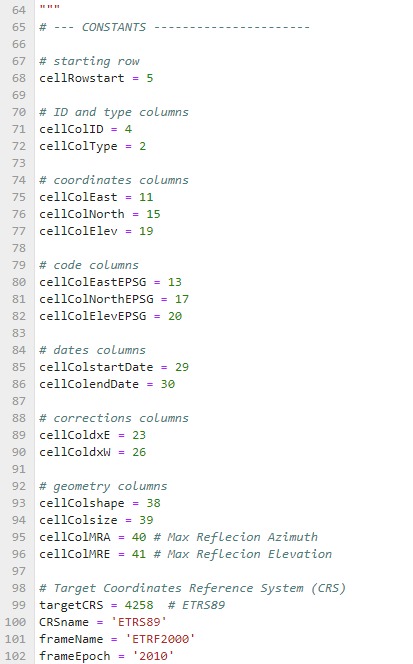 64 """
65 # --- CONSTANTS ---------------------
66
67 # starting row
68 cellRowstart = 5
69
70 # ID and type columns
71 cellColID = 4
72 cellColType = 2
73
74 # coordinates columns
75 cellColEast = 11
76 cellColNorth = 15
77 cellColElev = 19
78
79 # code columns
80 cellColEastEPSG = 13
81 cellColNorthEPSG = 17
82 cellColElevEPSG = 20
83
84 # dates columns
85 cellColstartDate = 29
86 cellColendDate = 30
87
88 # corrections columns
89 cellColdxE = 23
90 cellColdxW = 26
91
92 # geometry columns
93 cellColshape = 38
94 cellColsize = 39
95 cellColMRA = 40 # Max Reflecion Azimuth
96 cellColMRE = 41 # Max Reflecion Elevation
97
98 # Target Coordinates Reference System (CRS)
99 targetCRS = 4258  # ETRS89
100 CRSname = 'ETRS89'
101 frameName = 'ETRF2000'
102 frameEpoch = '2010'